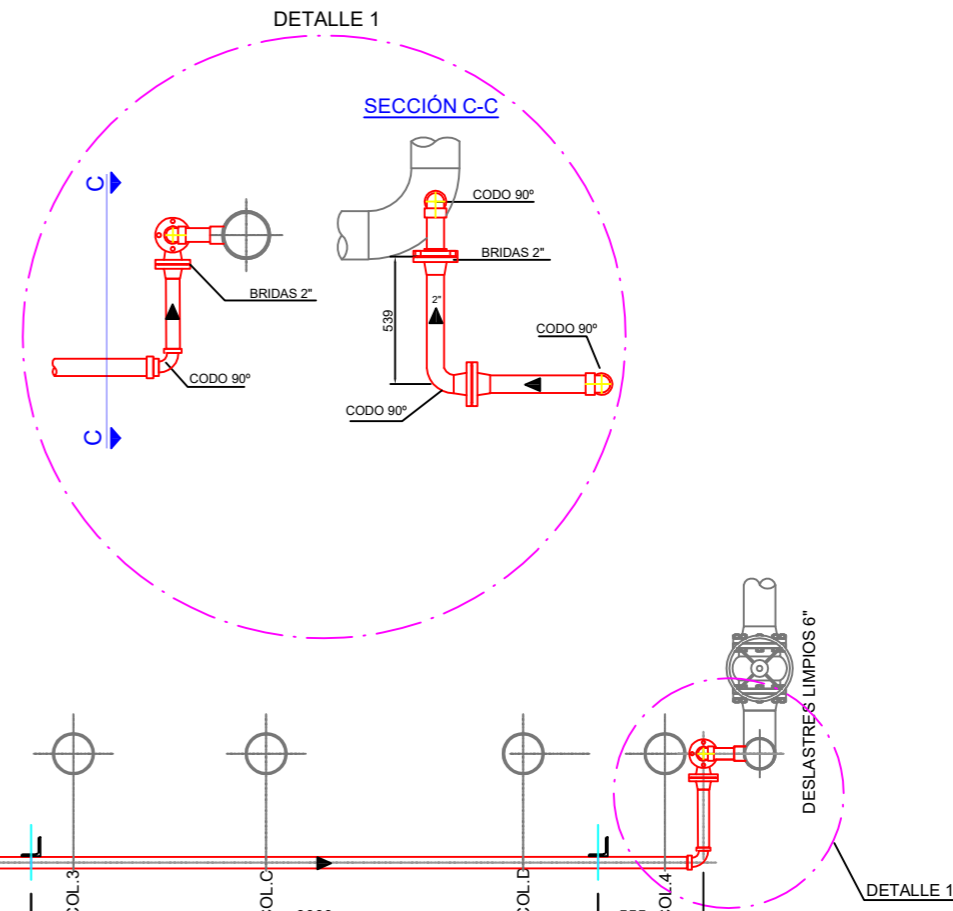 DETALLE 1
SECCIÓN C-C
C
CODO 90º
BRIDAS 2"
BRIDAS 2"
2"
539
CODO 90º
CODO 90º
CODO 90º
C
DESLASTRES LIMPIOS 6"
COL.3
COL.C
COL.D
COL.4
DETALLE 1